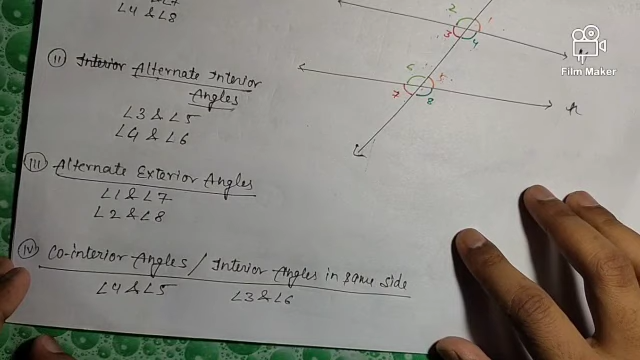 ∠4 & ∠8
(II) Interior Alternate Interior
Angles
∠3 & ∠5
∠4 & ∠6
(III) Alternate Exterior Angles
∠1 & ∠7
∠2 & ∠8
(IV) Co-interior Angles / Interior Angles in same side
∠4 & ∠5 ∠3 & ∠6
2 1
3 4
6 5
7 8
Film Maker